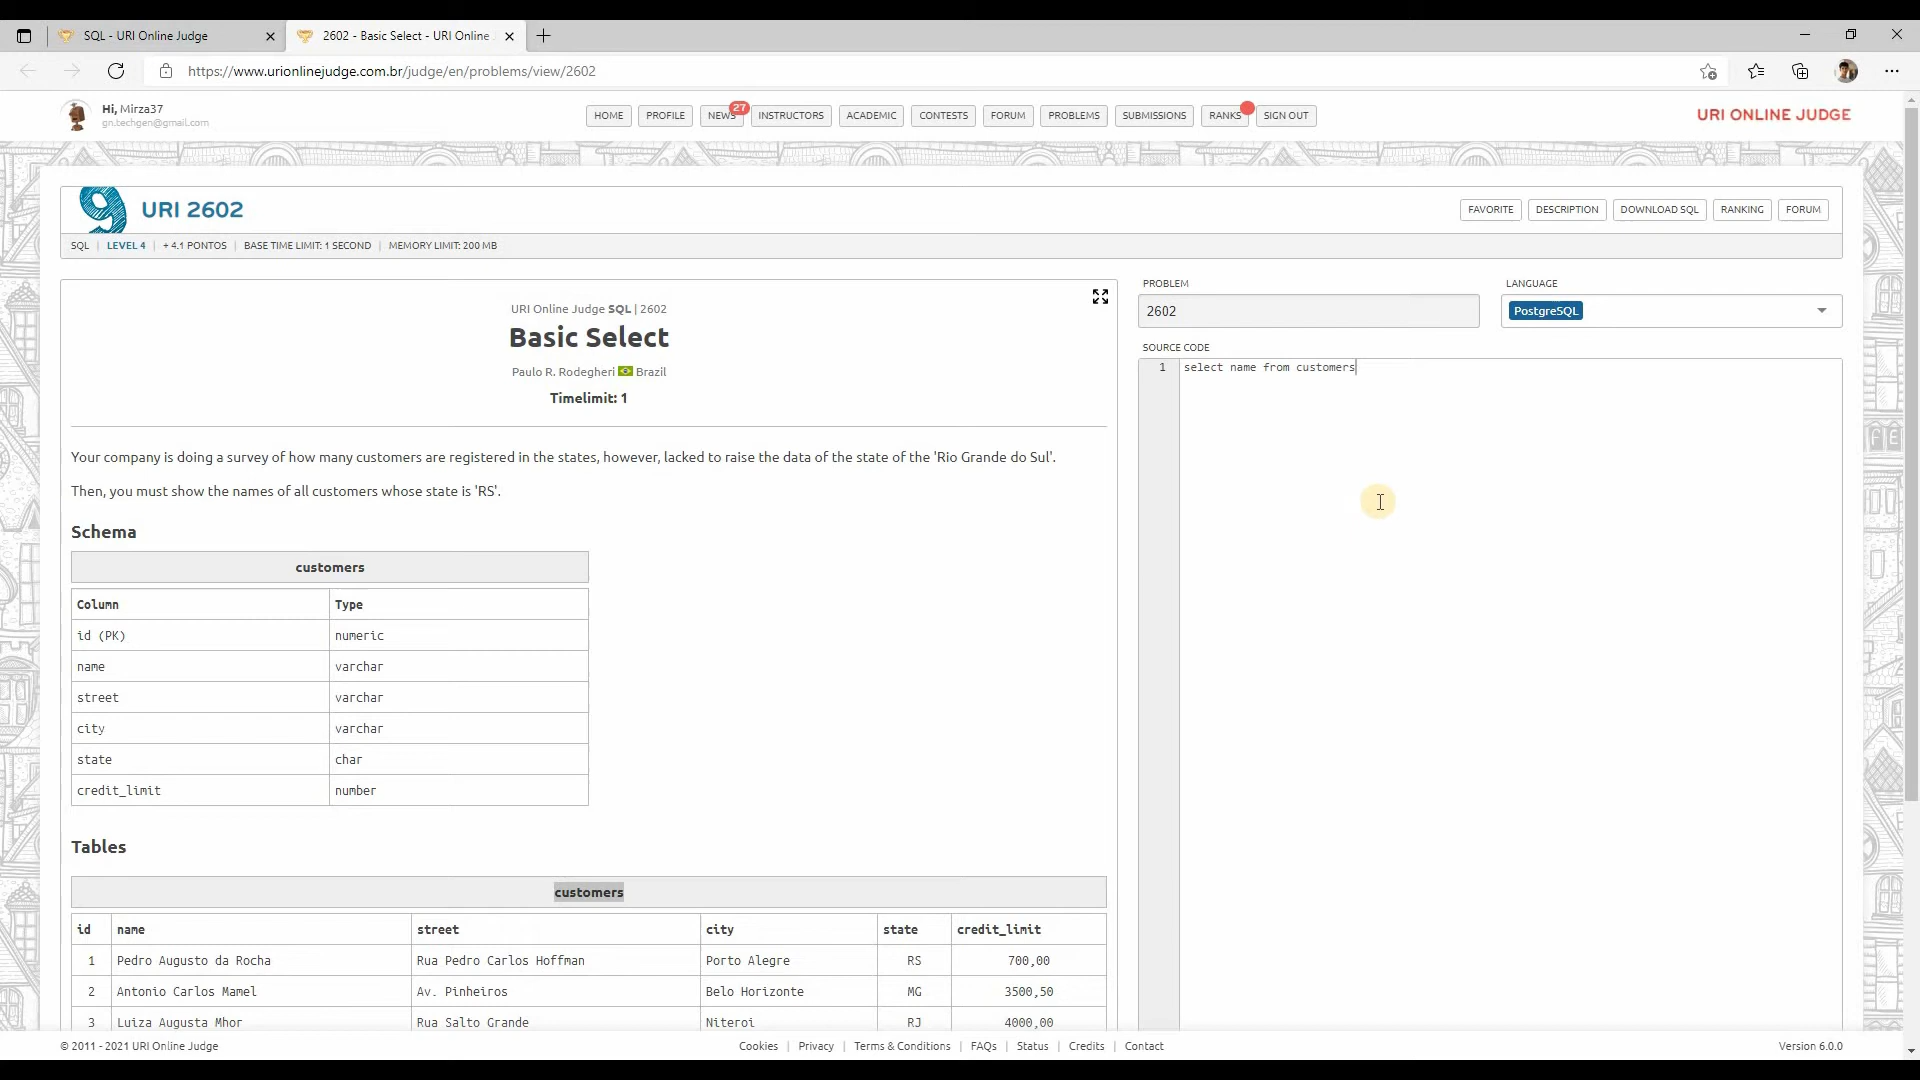 SQL - URI Online Judge
2602 - Basic Select - URI Online
https://www.urionlinejudge.com.br/judge/en/problems/view/2602
Hi, Mirza37
gn.techgen@gmail.com
HOME
PROFILE
NEWS
27
INSTRUCTORS
ACADEMIC
CONTESTS
FORUM
PROBLEMS
SUBMISSIONS
RANKS
SIGN OUT
URI ONLINE JUDGE
9
URI 2602
FAVORITE
DESCRIPTION
DOWNLOAD SQL
RANKING
FORUM
SQL | LEVEL 4 | + 4.1 PONTOS | BASE TIME LIMIT: 1 SECOND | MEMORY LIMIT: 200 MB
URI Online Judge SQL | 2602
Basic Select
Paulo R. Rodegheri Brazil
Timelimit: 1
Your company is doing a survey of how many customers are registered in the states, however, lacked to raise the data of the state of the 'Rio Grande do Sul'.
Then, you must show the names of all customers whose state is 'RS'.
Schema
customers
Column Type
id (PK) numeric
name varchar
street varchar
city varchar
state char
credit_limit number
Tables
customers
id name street city state credit_limit
1 Pedro Augusto da Rocha Rua Pedro Carlos Hoffman Porto Alegre RS 700,00
2 Antonio Carlos Mamel Av. Pinheiros Belo Horizonte MG 3500,50
3 Luiza Augusta Mhor Rua Salto Grande Niteroi RJ 4000,00
PROBLEM
2602
LANGUAGE
PostgreSQL
SOURCE CODE
1 select name from customers
© 2011 - 2021 URI Online Judge
Cookies | Privacy | Terms & Conditions | FAQs | Status | Credits | Contact
Version 6.0.0